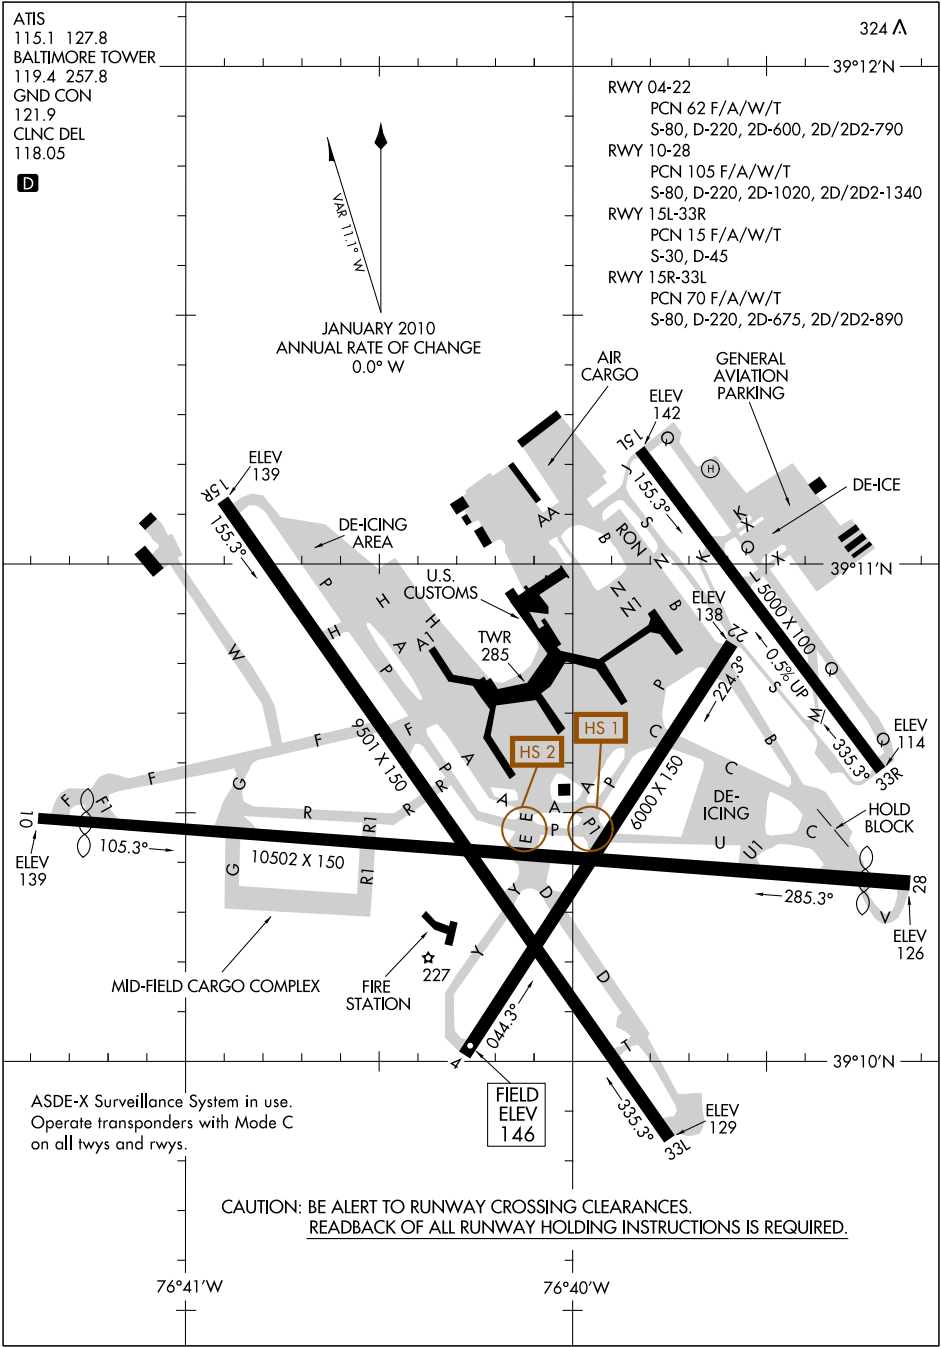 ATIS
115.1 127.8
BALTIMORE TOWER
119.4 257.8
GND CON
121.9
CLNC DEL
118.05
D
324
39°12'N
RWY 04-22
PCN 62 F/A/W/T
S-80, D-220, 2D-600, 2D/2D2-790
RWY 10-28
PCN 105 F/A/W/T
S-80, D-220, 2D-1020, 2D/2D2-1340
RWY 15L-33R
PCN 15 F/A/W/T
S-30, D-45
RWY 15R-33L
PCN 70 F/A/W/T
S-80, D-220, 2D-675, 2D/2D2-890
VAR 11.1° W
JANUARY 2010
ANNUAL RATE OF CHANGE
0.0° W
AIR
CARGO
GENERAL
AVIATION
PARKING
ELEV
142
15L
Q
H
J
155.3°
ELEV
139
15R
155.3°
DE-ICE
DE-ICING
AREA
AA
B
RON
S
N
K
K
X
Q
X
L
39°11'N
U.S.
CUSTOMS
P
H
H
H
A
A1
P
N
N
N1
B
5000 X 100
ELEV
138
22
TWR
285
W
0.5% UP
224.3°
S
Q
M
335.3°
Q
ELEV
114
33R
P
HS 1
HS 2
C
B
9501 X 150
F
F
F
F
F1
G
A
P
R
R
R
R1
C
A
P
A
A
E
E
P
P1
6000 X 150
DE-
ICING
U
U1
C
HOLD
BLOCK
10
ELEV
139
105.3°
10502 X 150
G
R1
285.3°
28
V
ELEV
126
Y
D
Y
D
MID-FIELD CARGO COMPLEX
FIRE
STATION
227
044.3°
4
T
39°10'N
FIELD
ELEV
146
335.3°
ELEV
129
33L
ASDE-X Surveillance System in use.
Operate transponders with Mode C
on all twys and rwys.
CAUTION: BE ALERT TO RUNWAY CROSSING CLEARANCES.
READBACK OF ALL RUNWAY HOLDING INSTRUCTIONS IS REQUIRED.
76°41'W
76°40'W